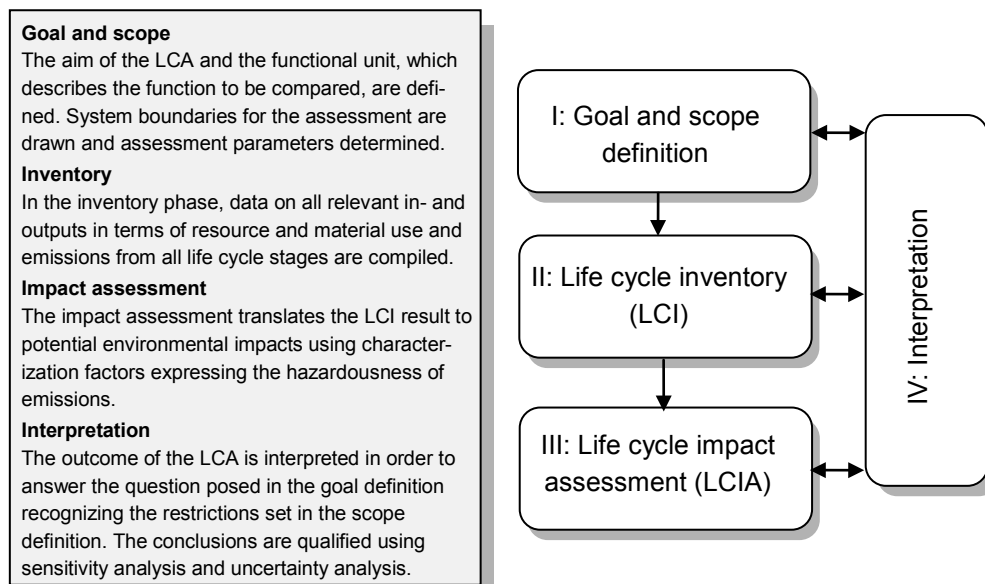 Goal and scope
The aim of the LCA and the functional unit, which
describes the function to be compared, are defi-
ned. System boundaries for the assessment are
drawn and assessment parameters determined.
Inventory
In the inventory phase, data on all relevant in- and
outputs in terms of resource and material use and
emissions from all life cycle stages are compiled.
Impact assessment
The impact assessment translates the LCI result to
potential environmental impacts using character-
ization factors expressing the hazardousness of
emissions.
Interpretation
The outcome of the LCA is interpreted in order to
answer the question posed in the goal definition
recognizing the restrictions set in the scope
definition. The conclusions are qualified using
sensitivity analysis and uncertainty analysis.
I: Goal and scope
definition
II: Life cycle inventory
(LCI)
III: Life cycle impact
assessment (LCIA)
IV: Interpretation